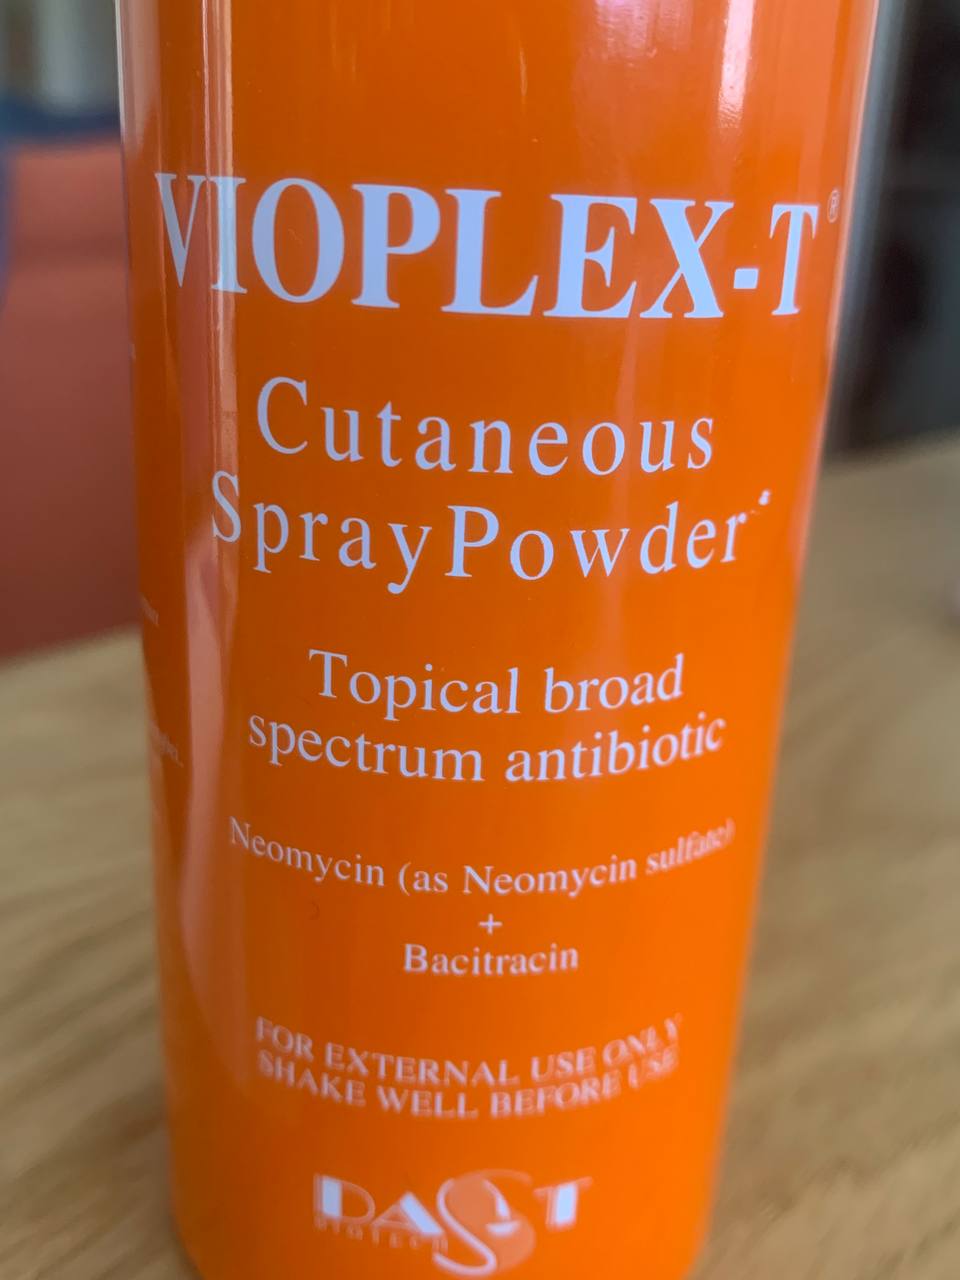 VIOPLEX-T®
Cutaneous
SprayPowder
Topical broad
spectrum antibiotic
Neomycin (as Neomycin sulfate)
+
Bacitracin
FOR EXTERNAL USE ONLY
SHAKE WELL BEFORE USE
DAST
BIOTECH